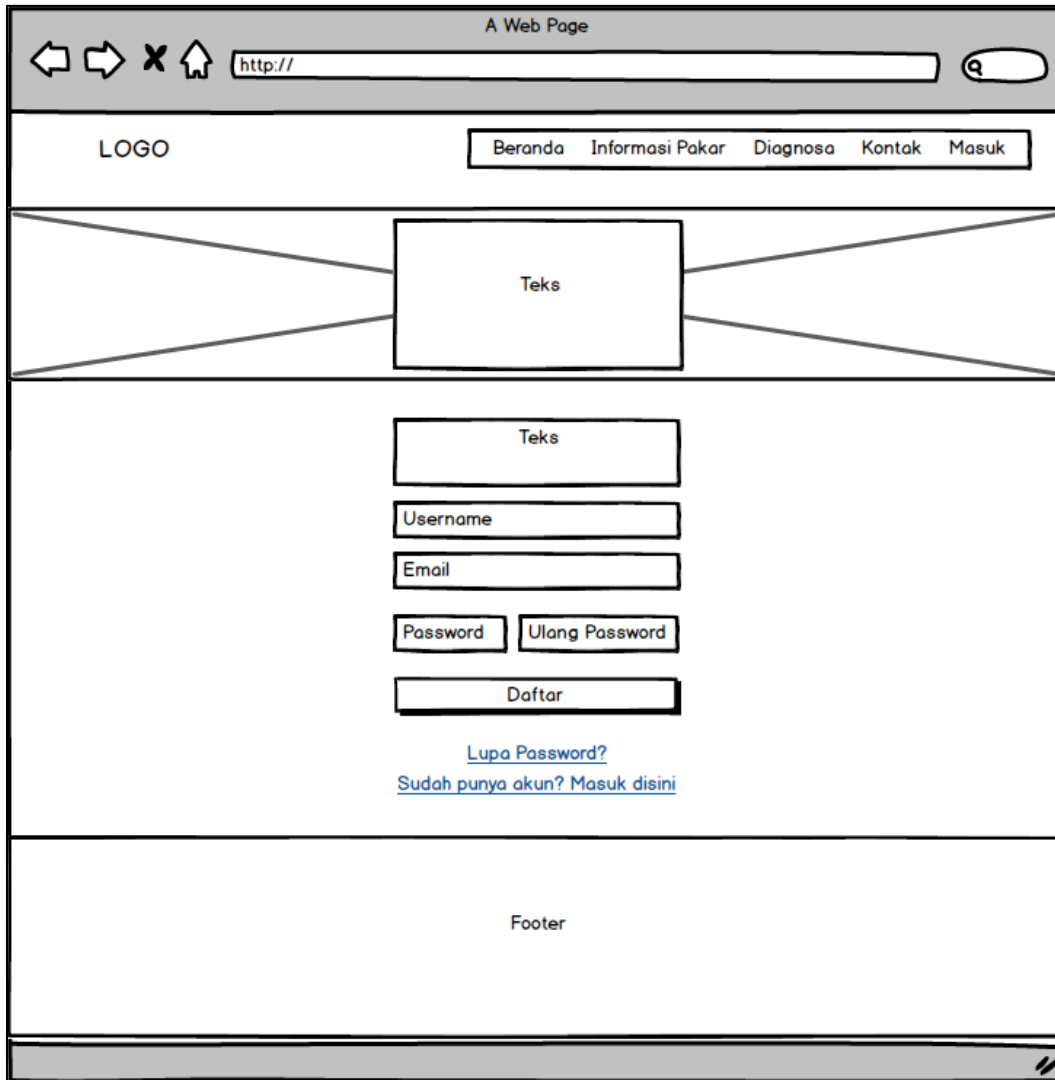 A Web Page
http://
LOGO
Beranda Informasi Pakar Diagnosa Kontak Masuk
Teks
Teks
Username
Email
Password Ulang Password
Daftar
Lupa Password?
Sudah punya akun? Masuk disini
Footer